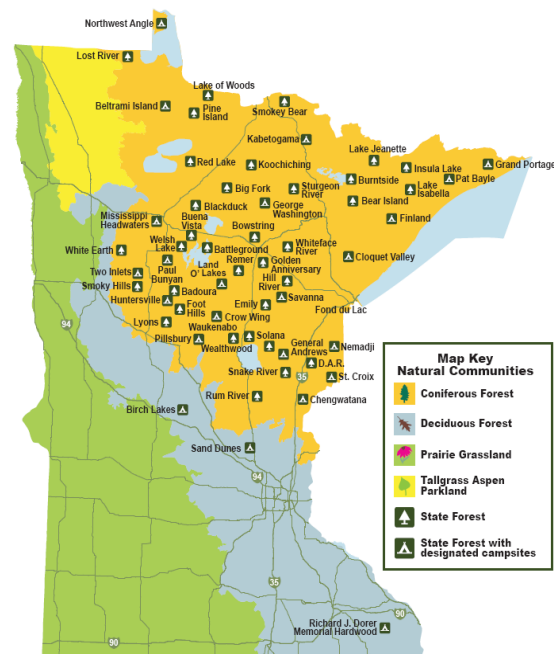 Northwest Angle
Lost River
Lake of Woods
Beltrami Island
Pine
Island
Smokey Bear
Kabetogama
Lake Jeanette
Grand Portage
Insula Lake
Red Lake
Koochiching
Burntside
Pat Bayle
Lake
Isabella
Big Fork
Sturgeon
River
Bear Island
Blackduck
George
Washington
Finland
Mississippi
Headwaters
Buena
Vista
Bowstring
White Earth
Welsh
Lake
Battleground
Whiteface
River
Cloquet Valley
Remer
Golden
Anniversary
Two Inlets
Paul
Bunyan
Land
O' Lakes
Hill
River
Smoky Hills
Badoura
Savanna
Huntersville
Foot
Hills
Emily
Fond du Lac
Lyons
Crow Wing
Waukenabo
Solana
Pillsbury
Wealthwood
General
Andrews
Nemadji
D.A.R.
Snake River
35
St. Croix
Rum River
Chengwatana
Birch Lakes
Sand Dunes
94
94
35
90
90
Richard J. Dorer
Memorial Hardwood
Map Key
Natural Communities
Coniferous Forest
Deciduous Forest
Prairie Grassland
Tallgrass Aspen
Parkland
State Forest
State Forest with
designated campsites